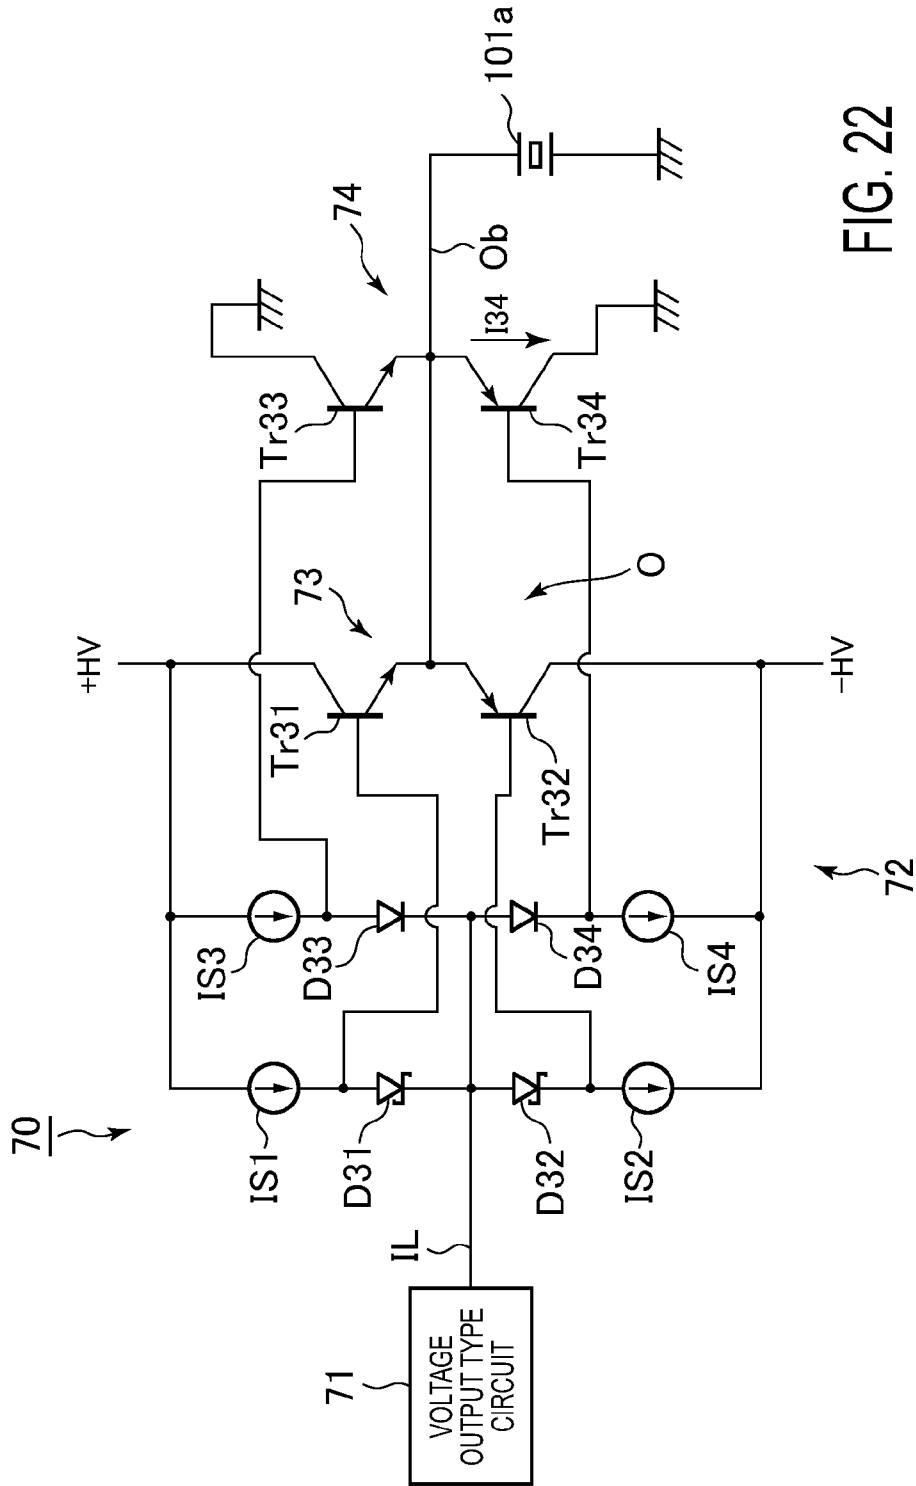 70
+HV
-HV
IS1
IS3
D31
D33
Tr31
73
Tr33
74
101a
71
VOLTAGE
OUTPUT TYPE
CIRCUIT
IL
D32
D34
IS2
IS4
Tr32
O
Tr34
I34
Ob
72
FIG. 22